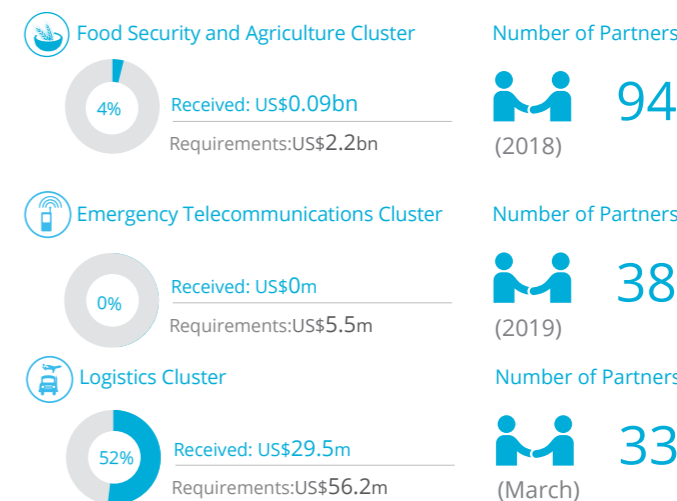 Food Security and Agriculture Cluster
Number of Partners
4%
Received: US$0.09bn
Requirements:US$2.2bn
94
(2018)
Emergency Telecommunications Cluster
Number of Partners
0%
Received: US$0m
Requirements:US$5.5m
38
(2019)
Logistics Cluster
Number of Partners
52%
Received: US$29.5m
Requirements:US$56.2m
33
(March)